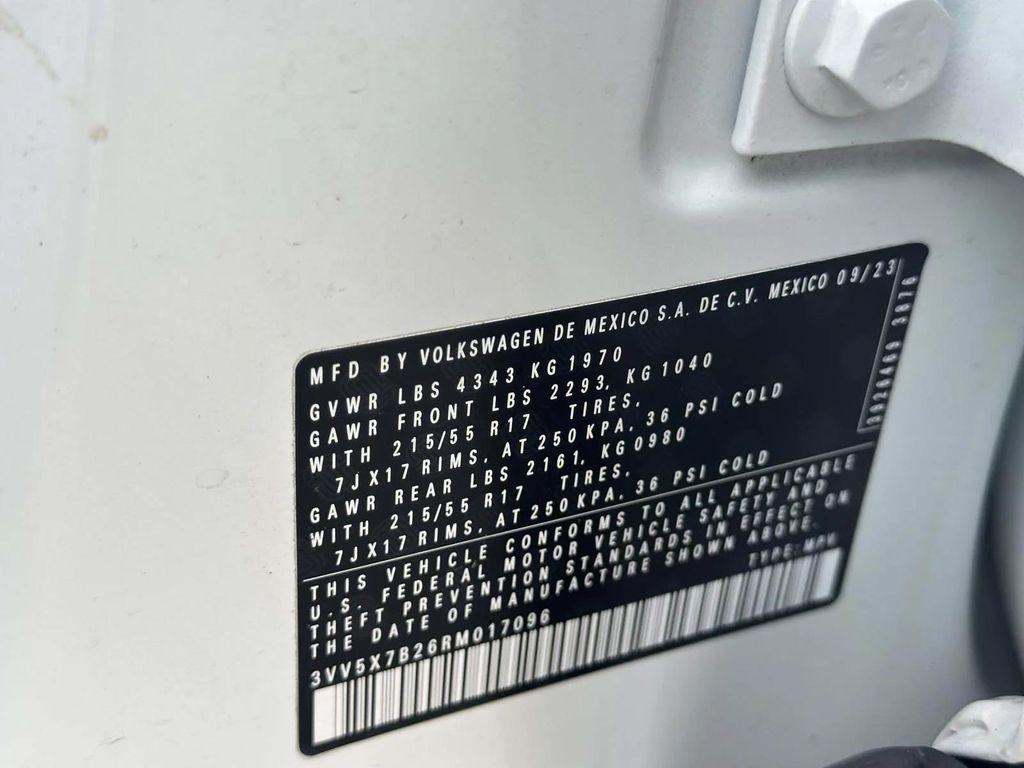 MFD BY VOLKSWAGEN DE MEXICO S.A. DE C.V. MEXICO 09/23
GVWR LBS 4343 KG 1970
GAWR FRONT LBS 2293, KG 1040
WITH 215/55 R17 TIRES,
7JX17 RIMS, AT 250 KPA, 36 PSI COLD
GAWR REAR LBS 2161, KG 0980
WITH 215/55 R17 TIRES,
7JX17 RIMS, AT 250 KPA, 36 PSI COLD
THIS VEHICLE CONFORMS TO ALL APPLICABLE
U.S. FEDERAL MOTOR VEHICLE SAFETY AND
THEFT PREVENTION STANDARDS IN EFFECT ON
THE DATE OF MANUFACTURE SHOWN ABOVE.
TYPE: MPV
3VV5X7B26RM017096
3876